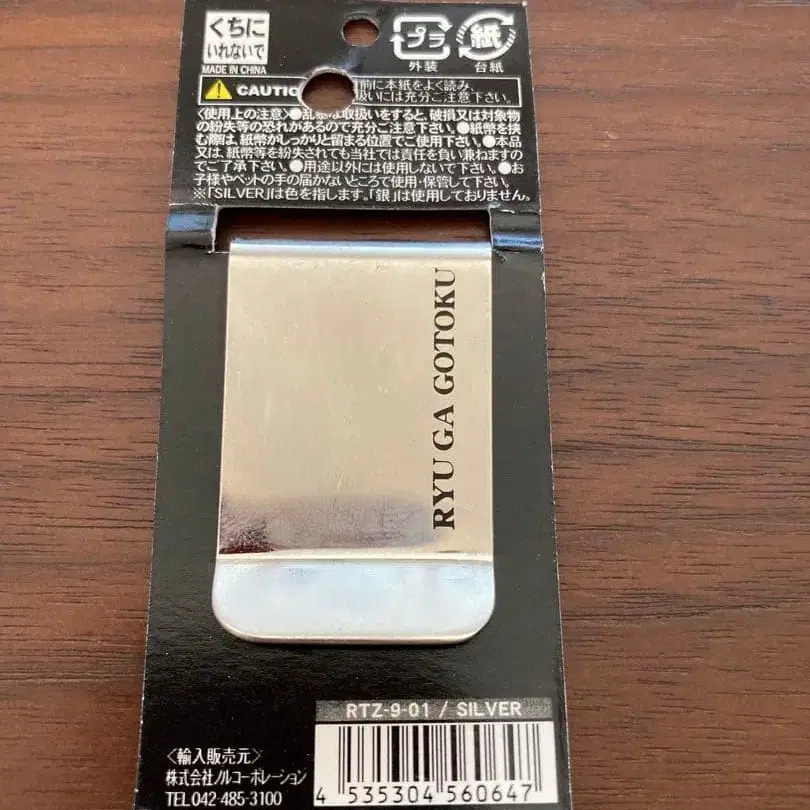 くちに
いれないで
MADE IN CHINA
プラ
外装
紙
台紙
CAUTIO
前に本紙をよく読み、
扱いには充分ご注意下さい。
〈使用上の注意〉●乱暴な取扱いをすると、破損又は対象物
の紛失等の恐れがあるので充分ご注意下さい。●紙幣を挟
む際は、紙幣がしっかりと留まる位置でご使用下さい。●本品
又は、紙幣等を紛失されても当社では責任を負い兼ねますの
でご了承下さい。●用途以外には使用しないで下さい。●お
子様やペットの手の届かないところで使用・保管して下さい。
※「SILVER」は色を指します。「銀」は使用しておりません。
RYU GA GOTOKU
RTZ-9-01 / SILVER
〈輸入販売元〉
株式会社ノルコーポレーション
TEL 042-485-3100
4 535304 560647